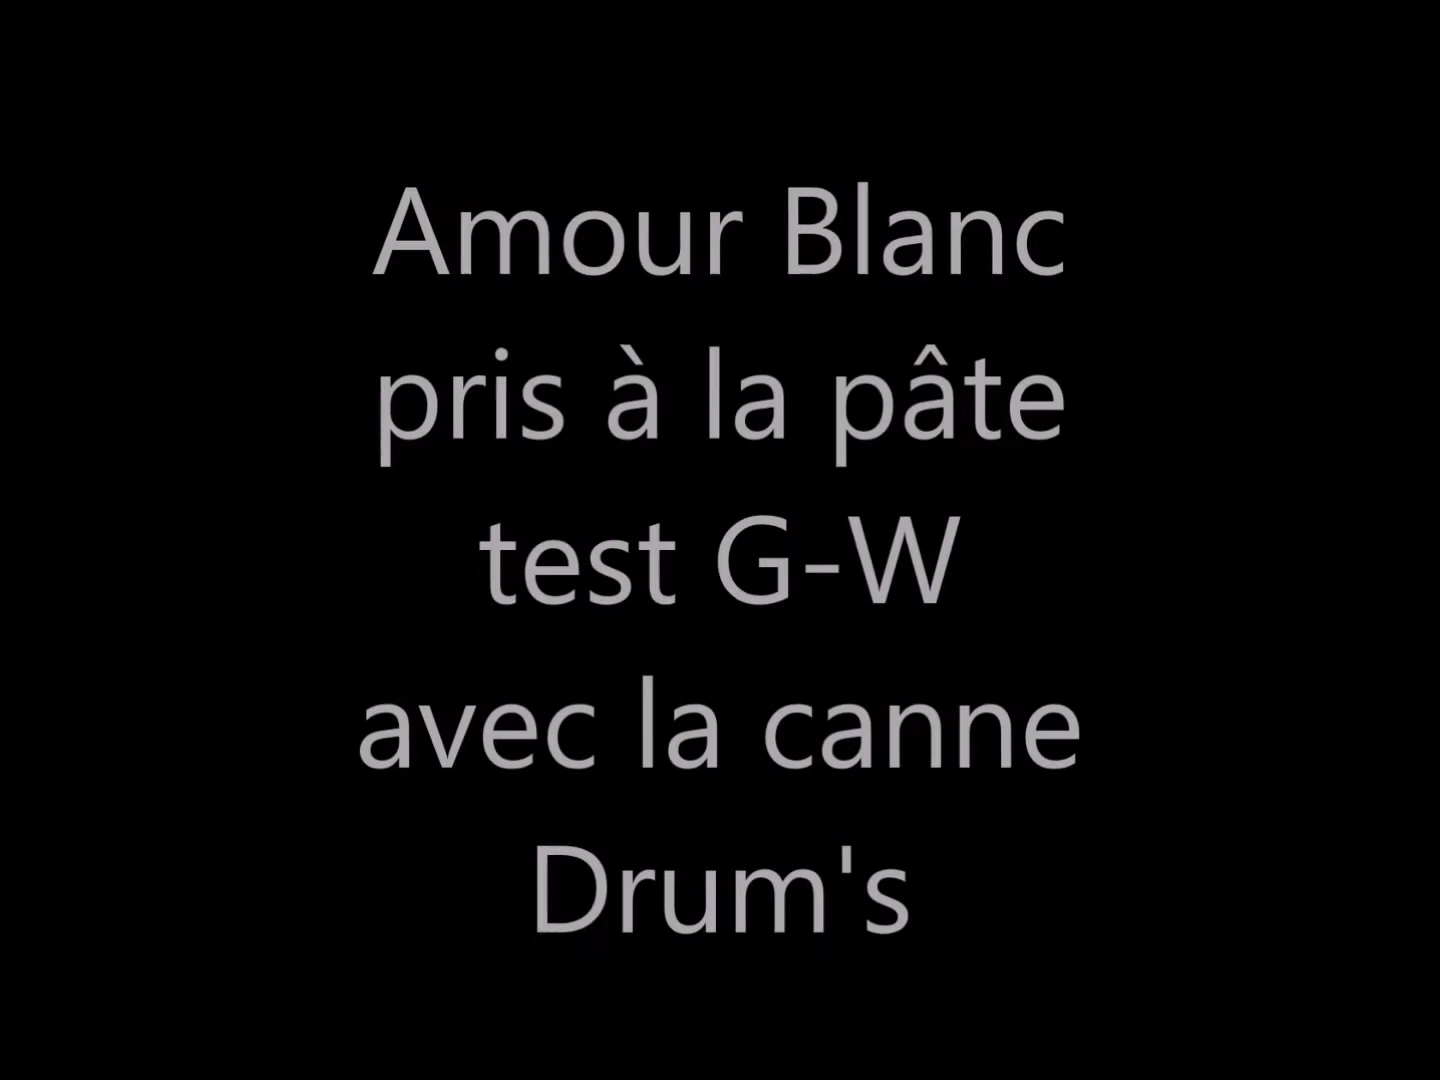 Amour Blanc
pris à la pâte
test G-W
avec la canne
Drum's